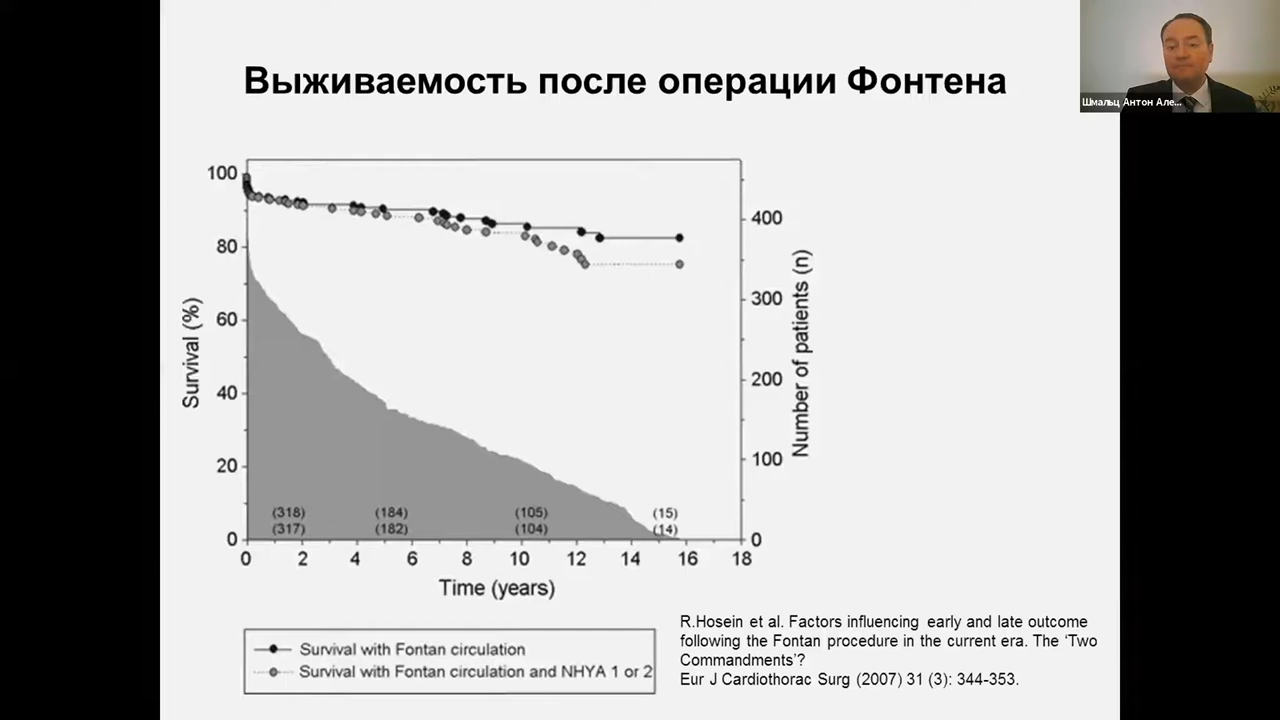 Выживаемость после операции Фонтена
Шмальц Антон Але...
100
80
60
40
20
0
Survival (%)
400
300
200
100
0
Number of patients (n)
(318) (184) (105) (15)
(317) (182) (104) (14)
0 2 4 6 8 10 12 14 16 18
Time (years)
Survival with Fontan circulation
Survival with Fontan circulation and NHYA 1 or 2
R.Hosein et al. Factors influencing early and late outcome
following the Fontan procedure in the current era. The ‘Two
Commandments’?
Eur J Cardiothorac Surg (2007) 31 (3): 344-353.